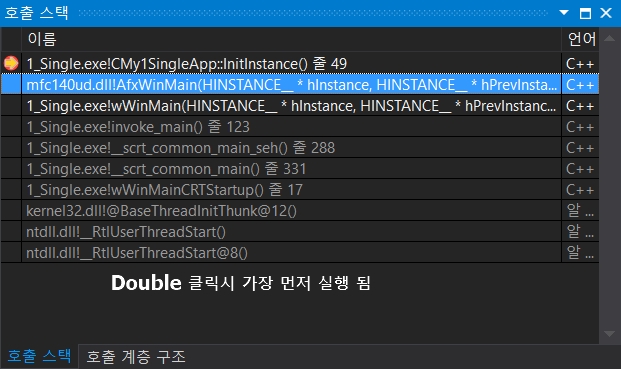 호출 스택
이름 언어
1_Single.exe!CMy1SingleApp::InitInstance() 줄 49 C++
mfc140ud.dll!AfxWinMain(HINSTANCE__ * hInstance, HINSTANCE__ * hPrevInsta... C++
1_Single.exe!wWinMain(HINSTANCE__ * hInstance, HINSTANCE__ * hPrevInstanc... C++
1_Single.exe!invoke_main() 줄 123 C++
1_Single.exe!__scrt_common_main_seh() 줄 288 C++
1_Single.exe!__scrt_common_main() 줄 331 C++
1_Single.exe!wWinMainCRTStartup() 줄 17 C++
kernel32.dll!@BaseThreadInitThunk@12() 알 ...
ntdll.dll!__RtlUserThreadStart() 알 ...
ntdll.dll!__RtlUserThreadStart@8() 알 ...
Double 클릭시 가장 먼저 실행 됨
호출 스택 호출 계층 구조